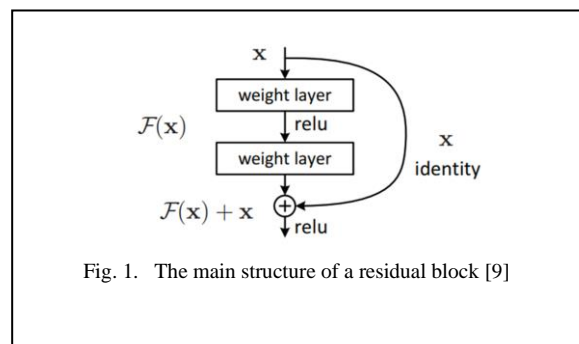 x
weight layer
relu
F(x)
weight layer
x
identity
F(x) + x
relu
Fig. 1. The main structure of a residual block [9]